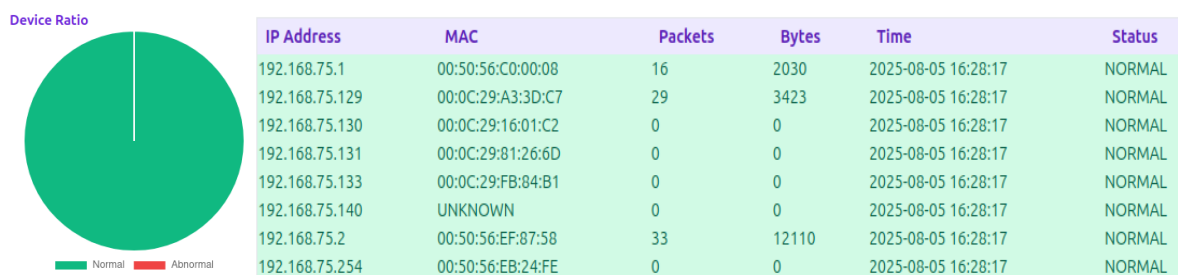 Device Ratio
IP Address MAC Packets Bytes Time Status
192.168.75.1 00:50:56:C0:00:08 16 2030 2025-08-05 16:28:17 NORMAL
192.168.75.129 00:0C:29:A3:3D:C7 29 3423 2025-08-05 16:28:17 NORMAL
192.168.75.130 00:0C:29:16:01:C2 0 0 2025-08-05 16:28:17 NORMAL
192.168.75.131 00:0C:29:81:26:6D 0 0 2025-08-05 16:28:17 NORMAL
192.168.75.133 00:0C:29:FB:84:B1 0 0 2025-08-05 16:28:17 NORMAL
192.168.75.140 UNKNOWN 0 0 2025-08-05 16:28:17 NORMAL
192.168.75.2 00:50:56:EF:87:58 33 12110 2025-08-05 16:28:17 NORMAL
192.168.75.254 00:50:56:EB:24:FE 0 0 2025-08-05 16:28:17 NORMAL
Normal Abnormal